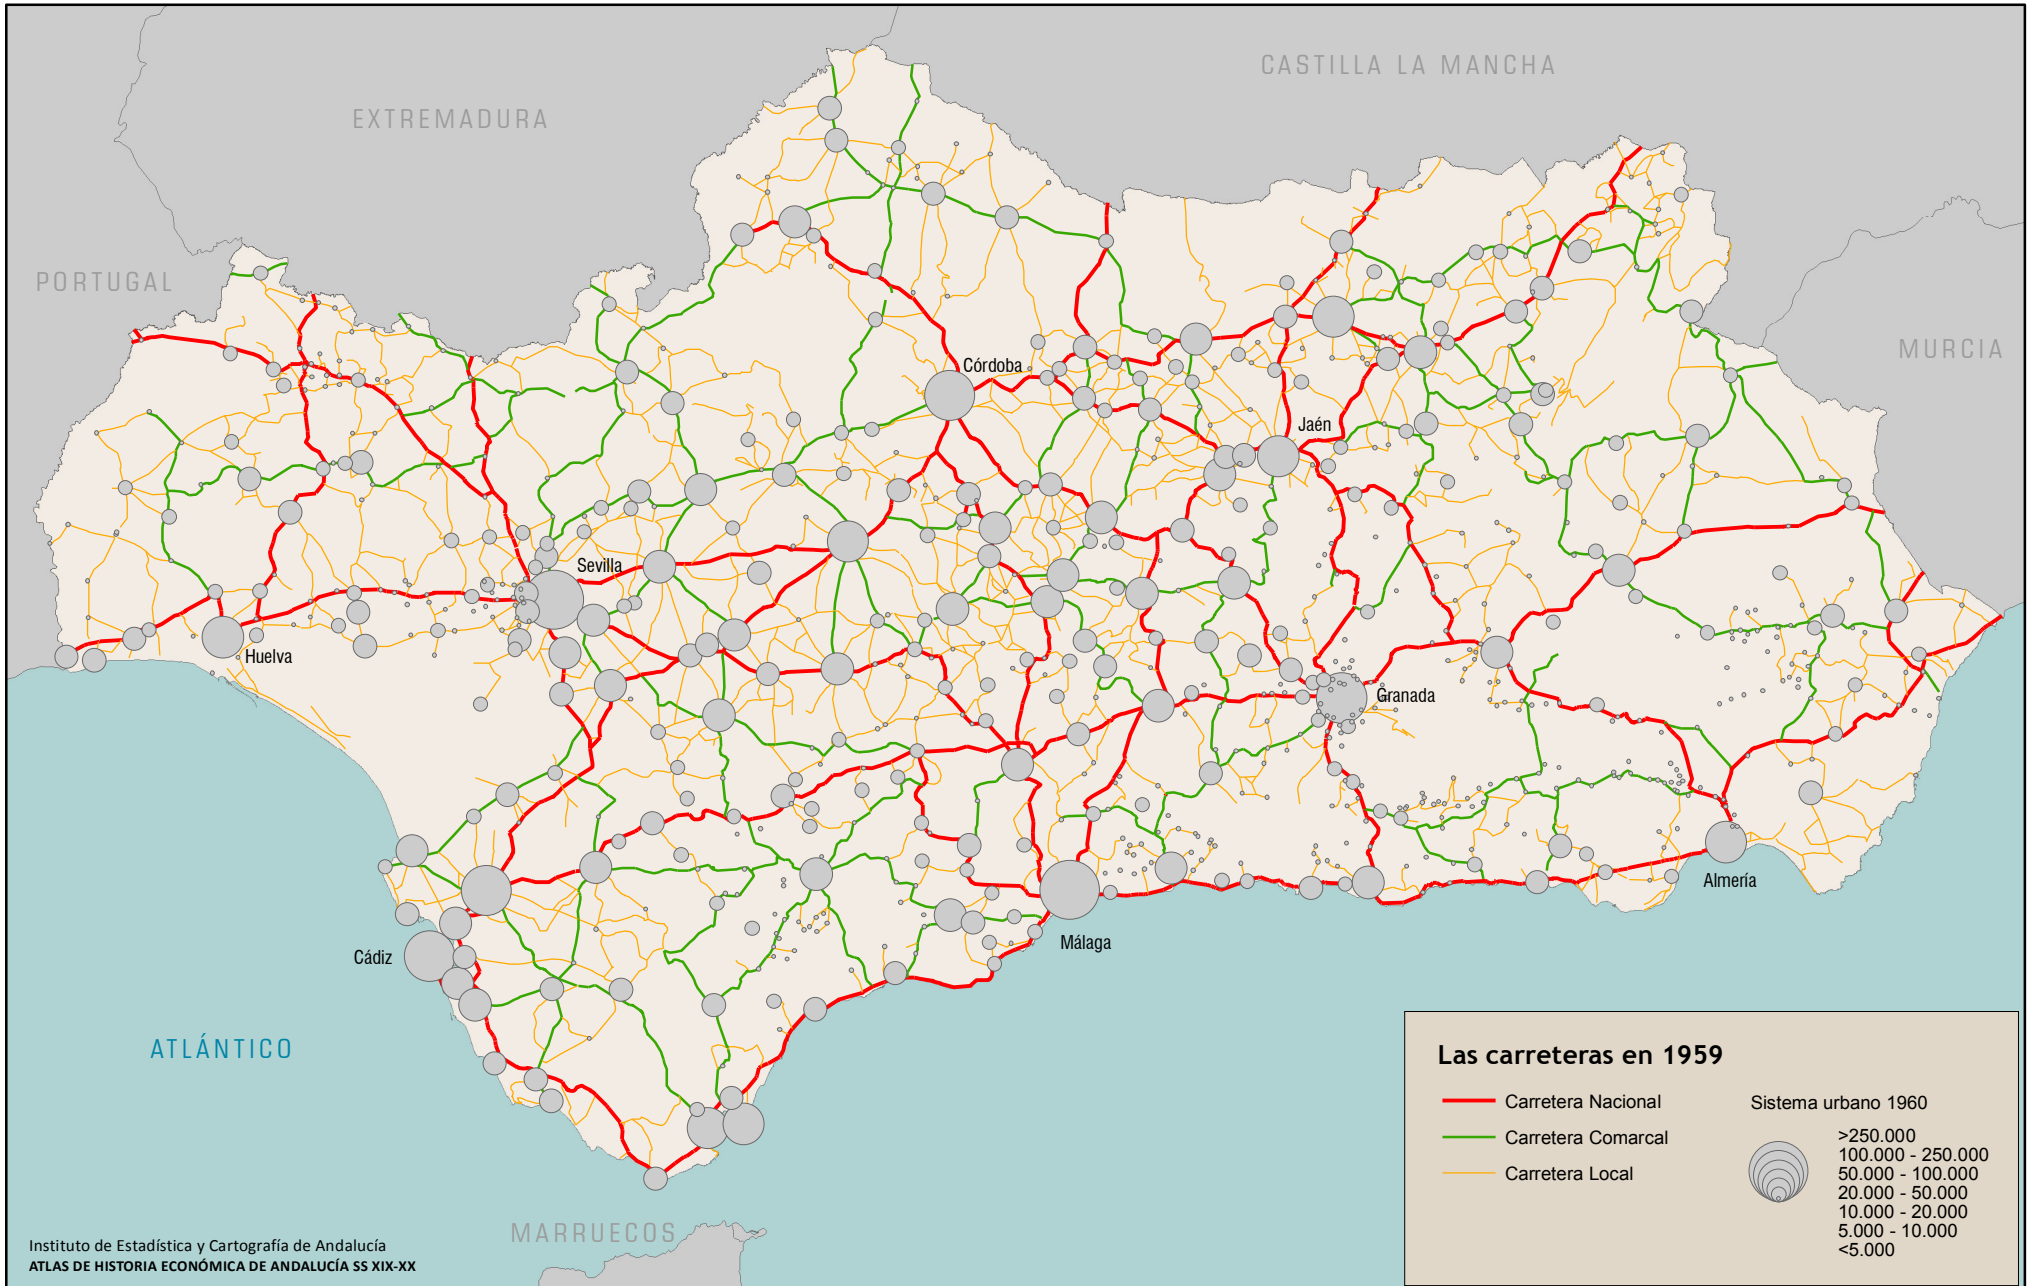 CASTILLA LA MANCHA
EXTREMADURA
PORTUGAL
MURCIA
Córdoba
Jaén
Sevilla
Huelva
Granada
Almería
Málaga
Cádiz
ATLÁNTICO
MARRUECOS
Las carreteras en 1959
Carretera Nacional
Carretera Comarcal
Carretera Local
Sistema urbano 1960
>250.000
100.000 - 250.000
50.000 - 100.000
20.000 - 50.000
10.000 - 20.000
5.000 - 10.000
<5.000
Instituto de Estadística y Cartografía de Andalucía
ATLAS DE HISTORIA ECONÓMICA DE ANDALUCÍA SS XIX-XX